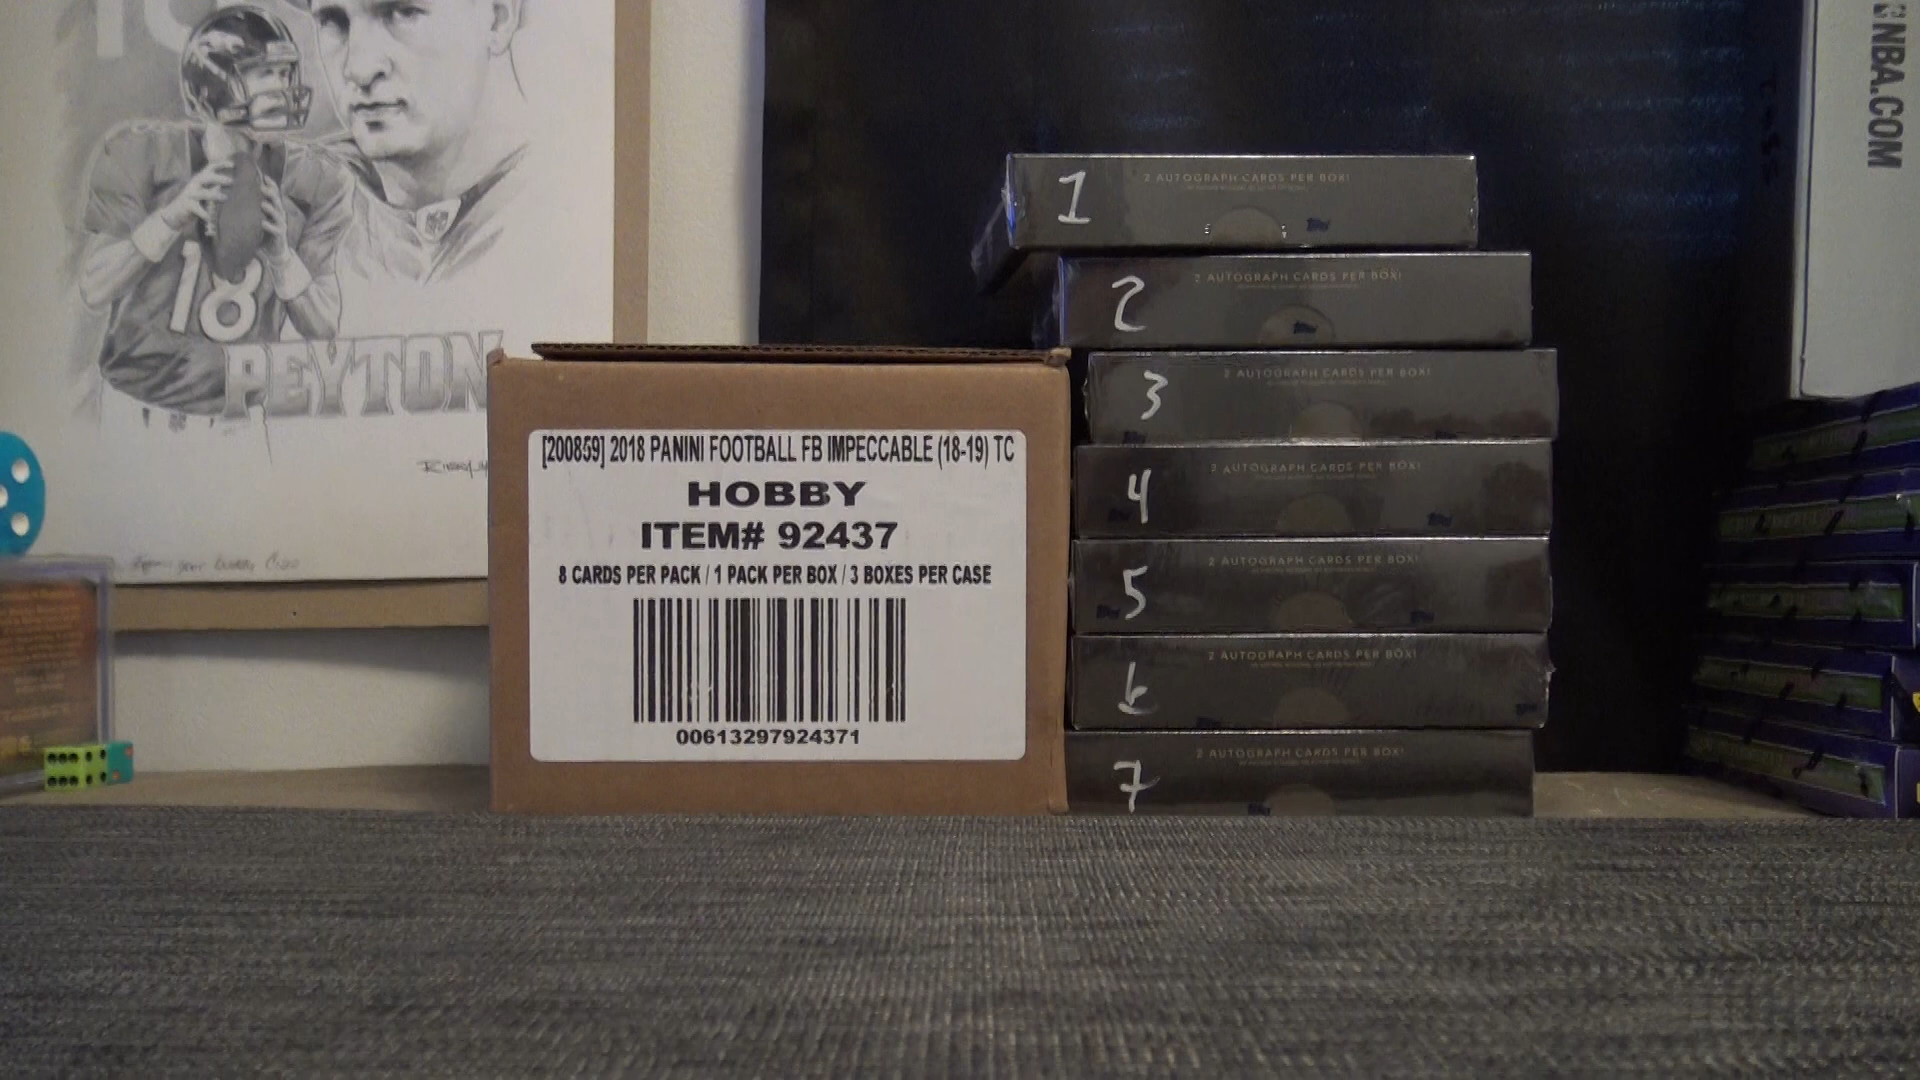 18
PEYTON
NBA.COM
[200859] 2018 PANINI FOOTBALL FB IMPECCABLE (18-19) TC
HOBBY
ITEM# 92437
8 CARDS PER PACK / 1 PACK PER BOX / 3 BOXES PER CASE
00613297924371
1
2 AUTOGRAPH CARDS PER BOX!
Topps
2
2 AUTOGRAPH CARDS PER BOX!
Topps
3
2 AUTOGRAPH CARDS PER BOX!
4
2 AUTOGRAPH CARDS PER BOX!
5
2 AUTOGRAPH CARDS PER BOX!
6
2 AUTOGRAPH CARDS PER BOX!
7
2 AUTOGRAPH CARDS PER BOX!